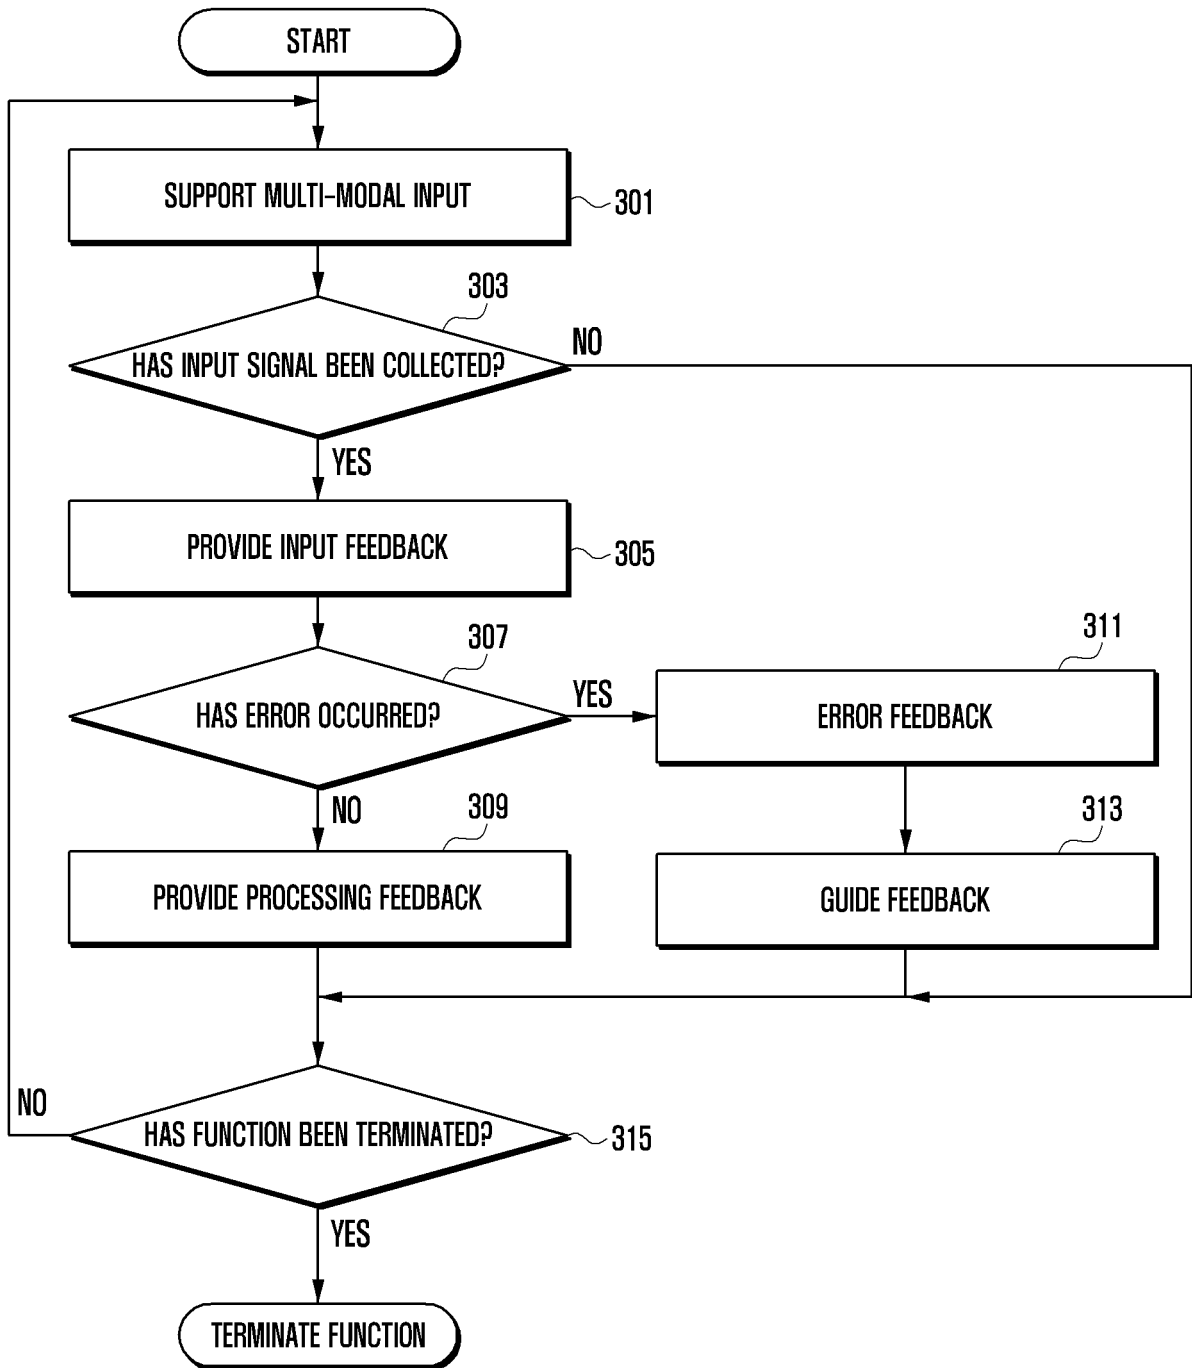 START
SUPPORT MULTI-MODAL INPUT
301
303
HAS INPUT SIGNAL BEEN COLLECTED?
NO
YES
PROVIDE INPUT FEEDBACK
305
307
HAS ERROR OCCURRED?
YES
311
ERROR FEEDBACK
NO
309
PROVIDE PROCESSING FEEDBACK
313
GUIDE FEEDBACK
NO
HAS FUNCTION BEEN TERMINATED?
315
YES
TERMINATE FUNCTION